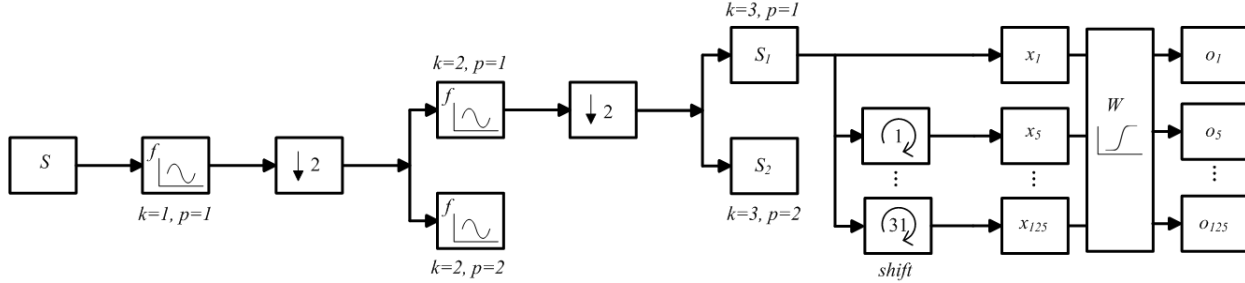 k=3, p=1
k=2, p=1
S₁
x₁
o₁
f
↓ 2
W
S
f
↓ 2
1
x₅
o₅
k=1, p=1
S₂
⋮
⋮
⋮
f
k=3, p=2
31
x₁₂₅
o₁₂₅
k=2, p=2
shift